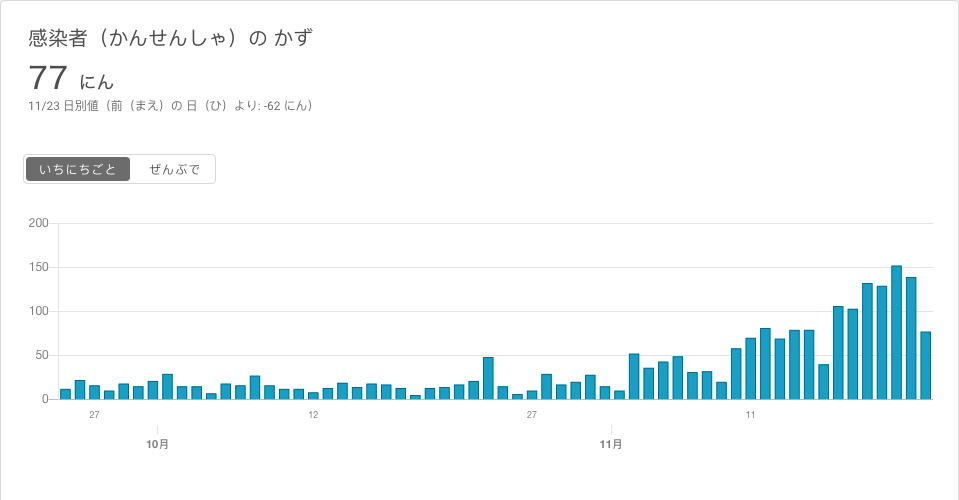 感染者（かんせんしゃ）の かず
77 にん
11/23 日別値（前（まえ）の 日（ひ）より: -62 にん）
いちにちごと ぜんぶで
200
150
100
50
0
27 12 27 11
10月 11月